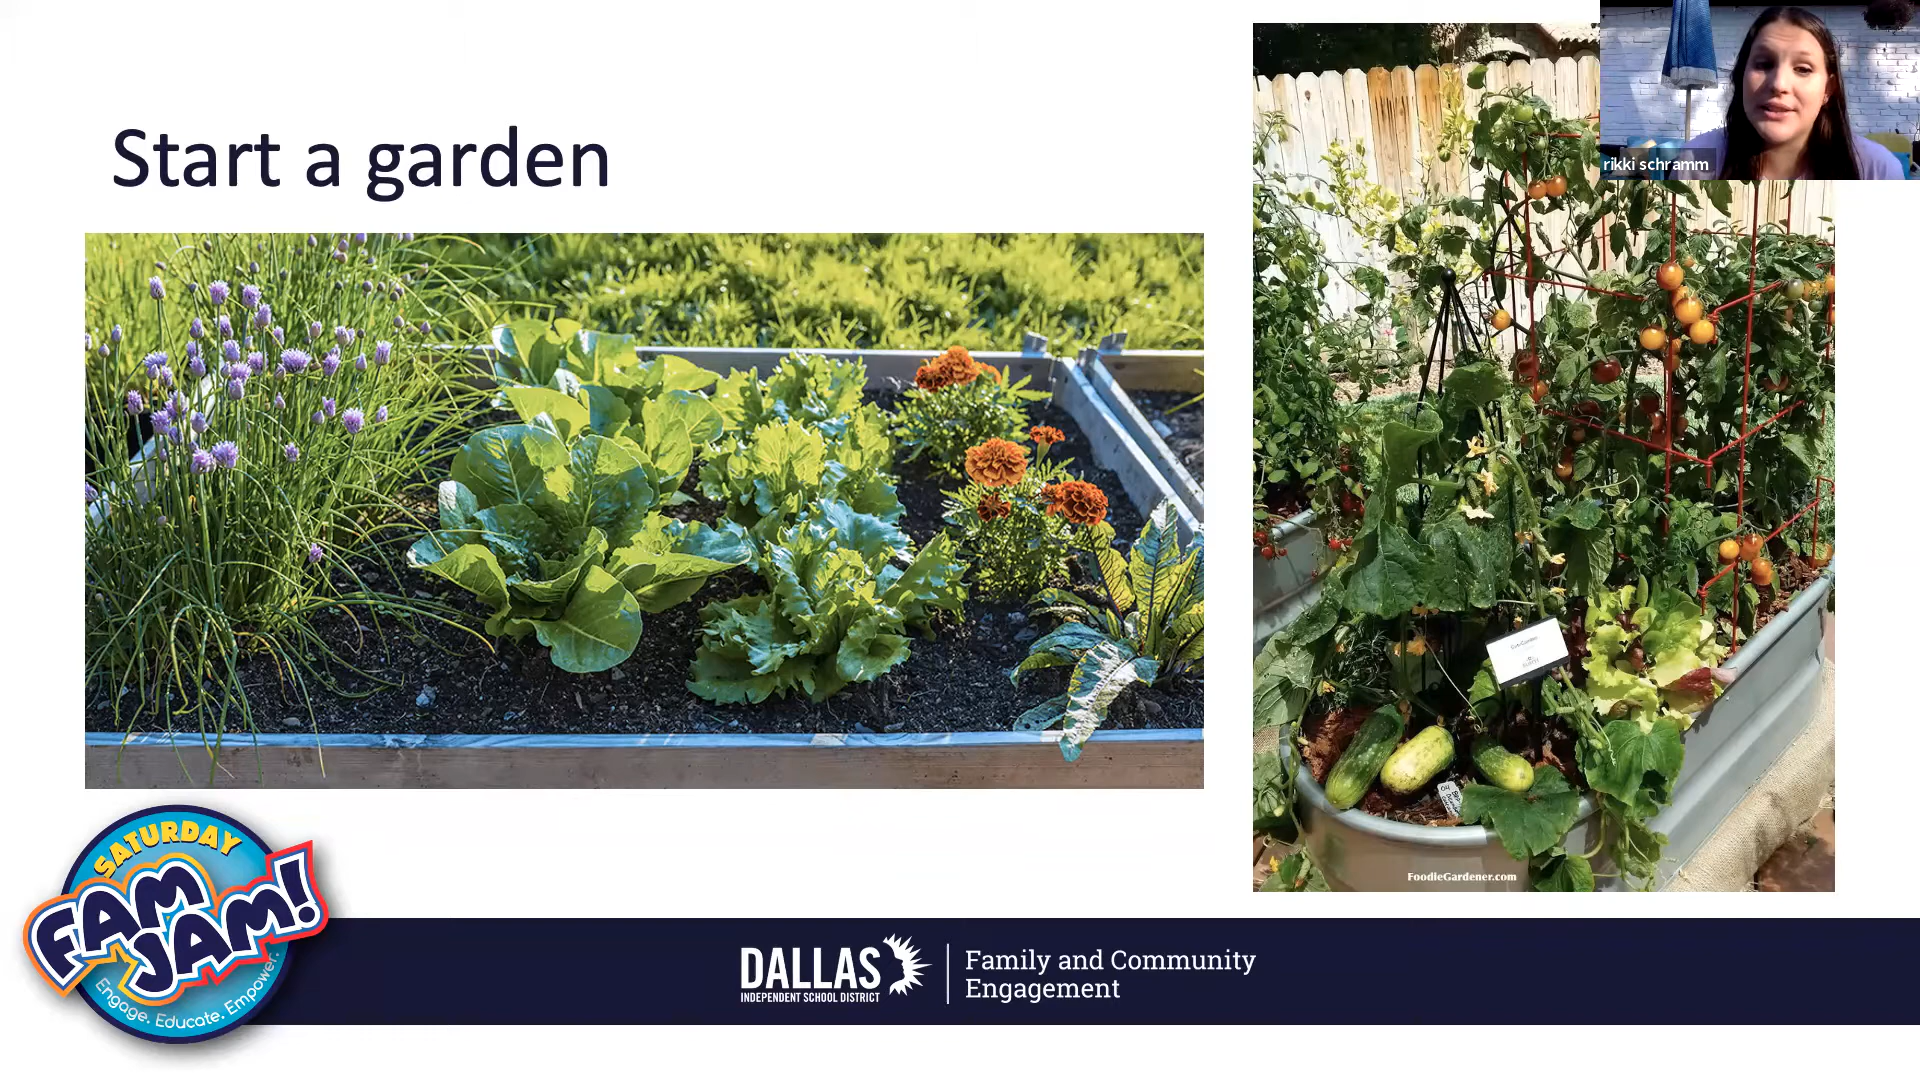 Start a garden
rikki schramm
FoodieGardener.com
SATURDAY
FAM
JAM!
Engage. Educate. Empower.
DALLAS
INDEPENDENT SCHOOL DISTRICT
Family and Community
Engagement